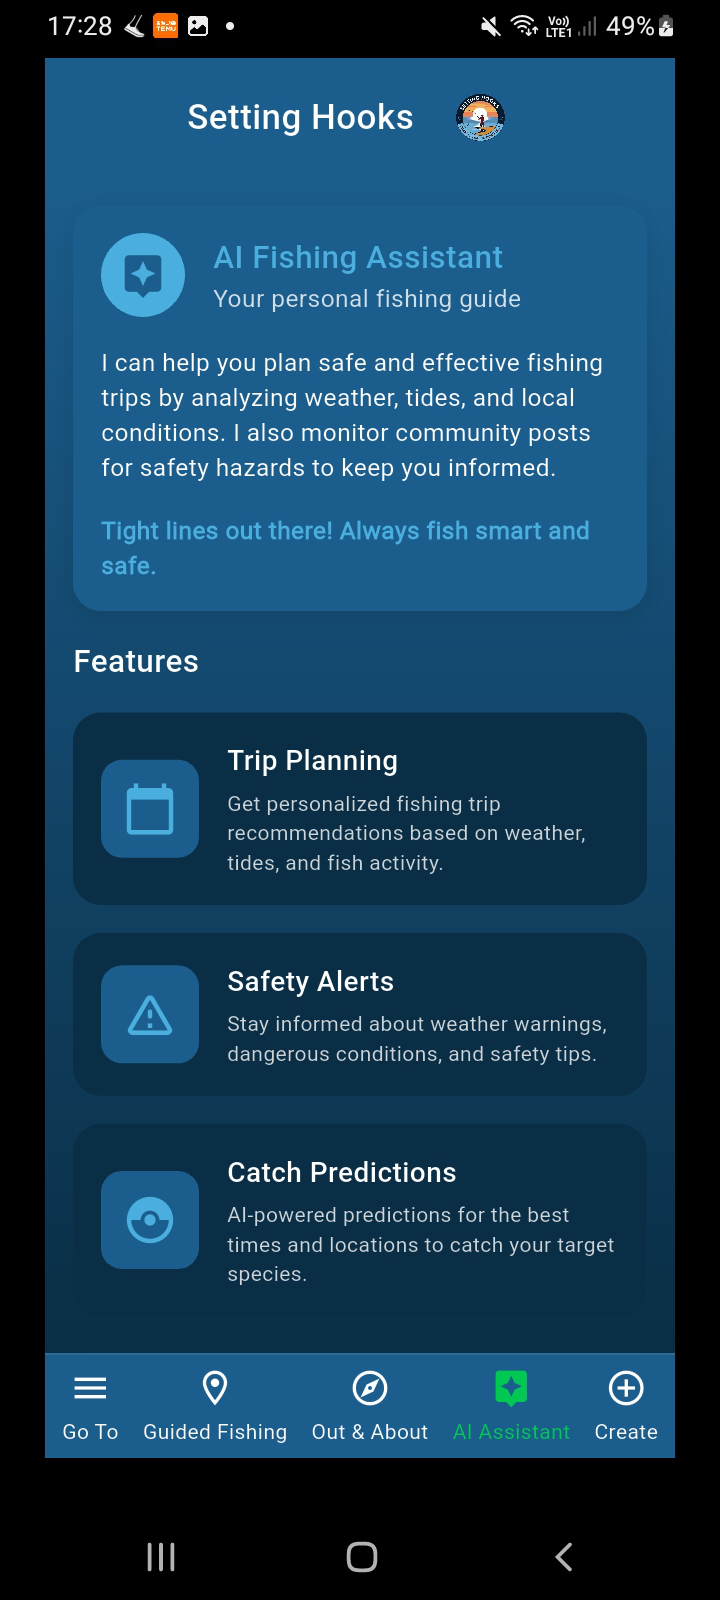 17:28
Vo))
LTE1
49%
Setting Hooks
SETTING HOOKS
AI Fishing Assistant
Your personal fishing guide
I can help you plan safe and effective fishing
trips by analyzing weather, tides, and local
conditions. I also monitor community posts
for safety hazards to keep you informed.
Tight lines out there! Always fish smart and
safe.
Features
Trip Planning
Get personalized fishing trip
recommendations based on weather,
tides, and fish activity.
Safety Alerts
Stay informed about weather warnings,
dangerous conditions, and safety tips.
Catch Predictions
AI-powered predictions for the best
times and locations to catch your target
species.
Go To
Guided Fishing
Out & About
AI Assistant
Create